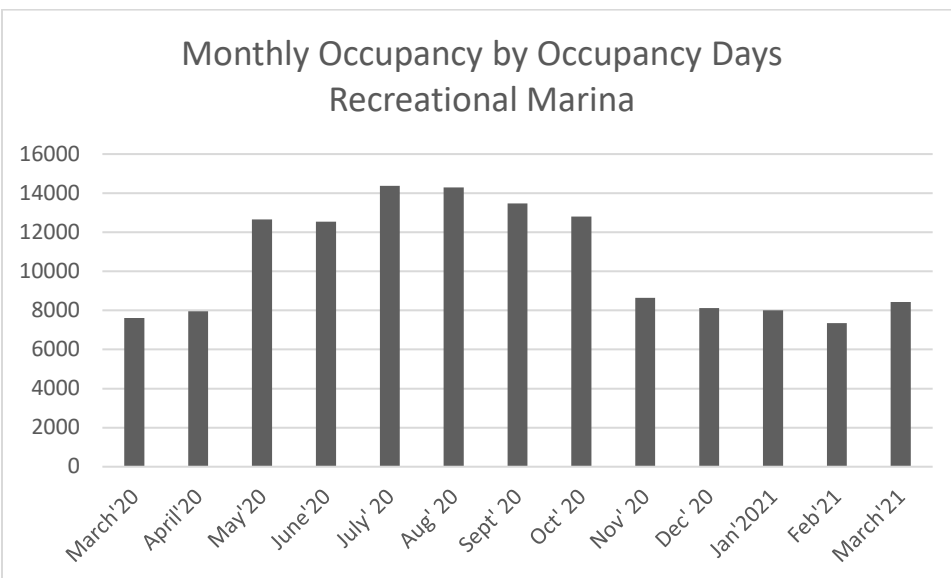 Monthly Occupancy by Occupancy Days
Recreational Marina
16000
14000
12000
10000
8000
6000
4000
2000
0
March'20
April'20
May'20
June'20
July' 20
Aug' 20
Sept' 20
Oct' 20
Nov' 20
Dec' 20
Jan'2021
Feb'21
March'21